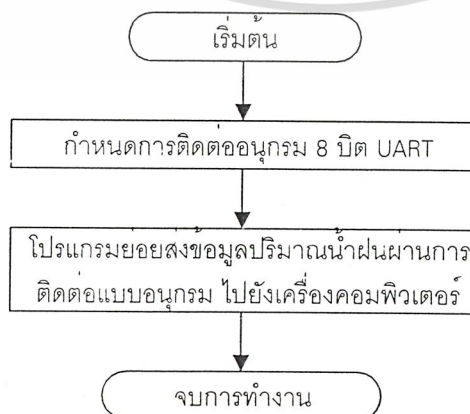 เริ่มต้น
กำหนดการติดต่ออนุกรม 8 บิต UART
โปรแกรมย่อยส่งข้อมูลปริมาณน้ำฝนผ่านการ
ติดต่อแบบอนุกรม ไปยังเครื่องคอมพิวเตอร์
จบการทำงาน